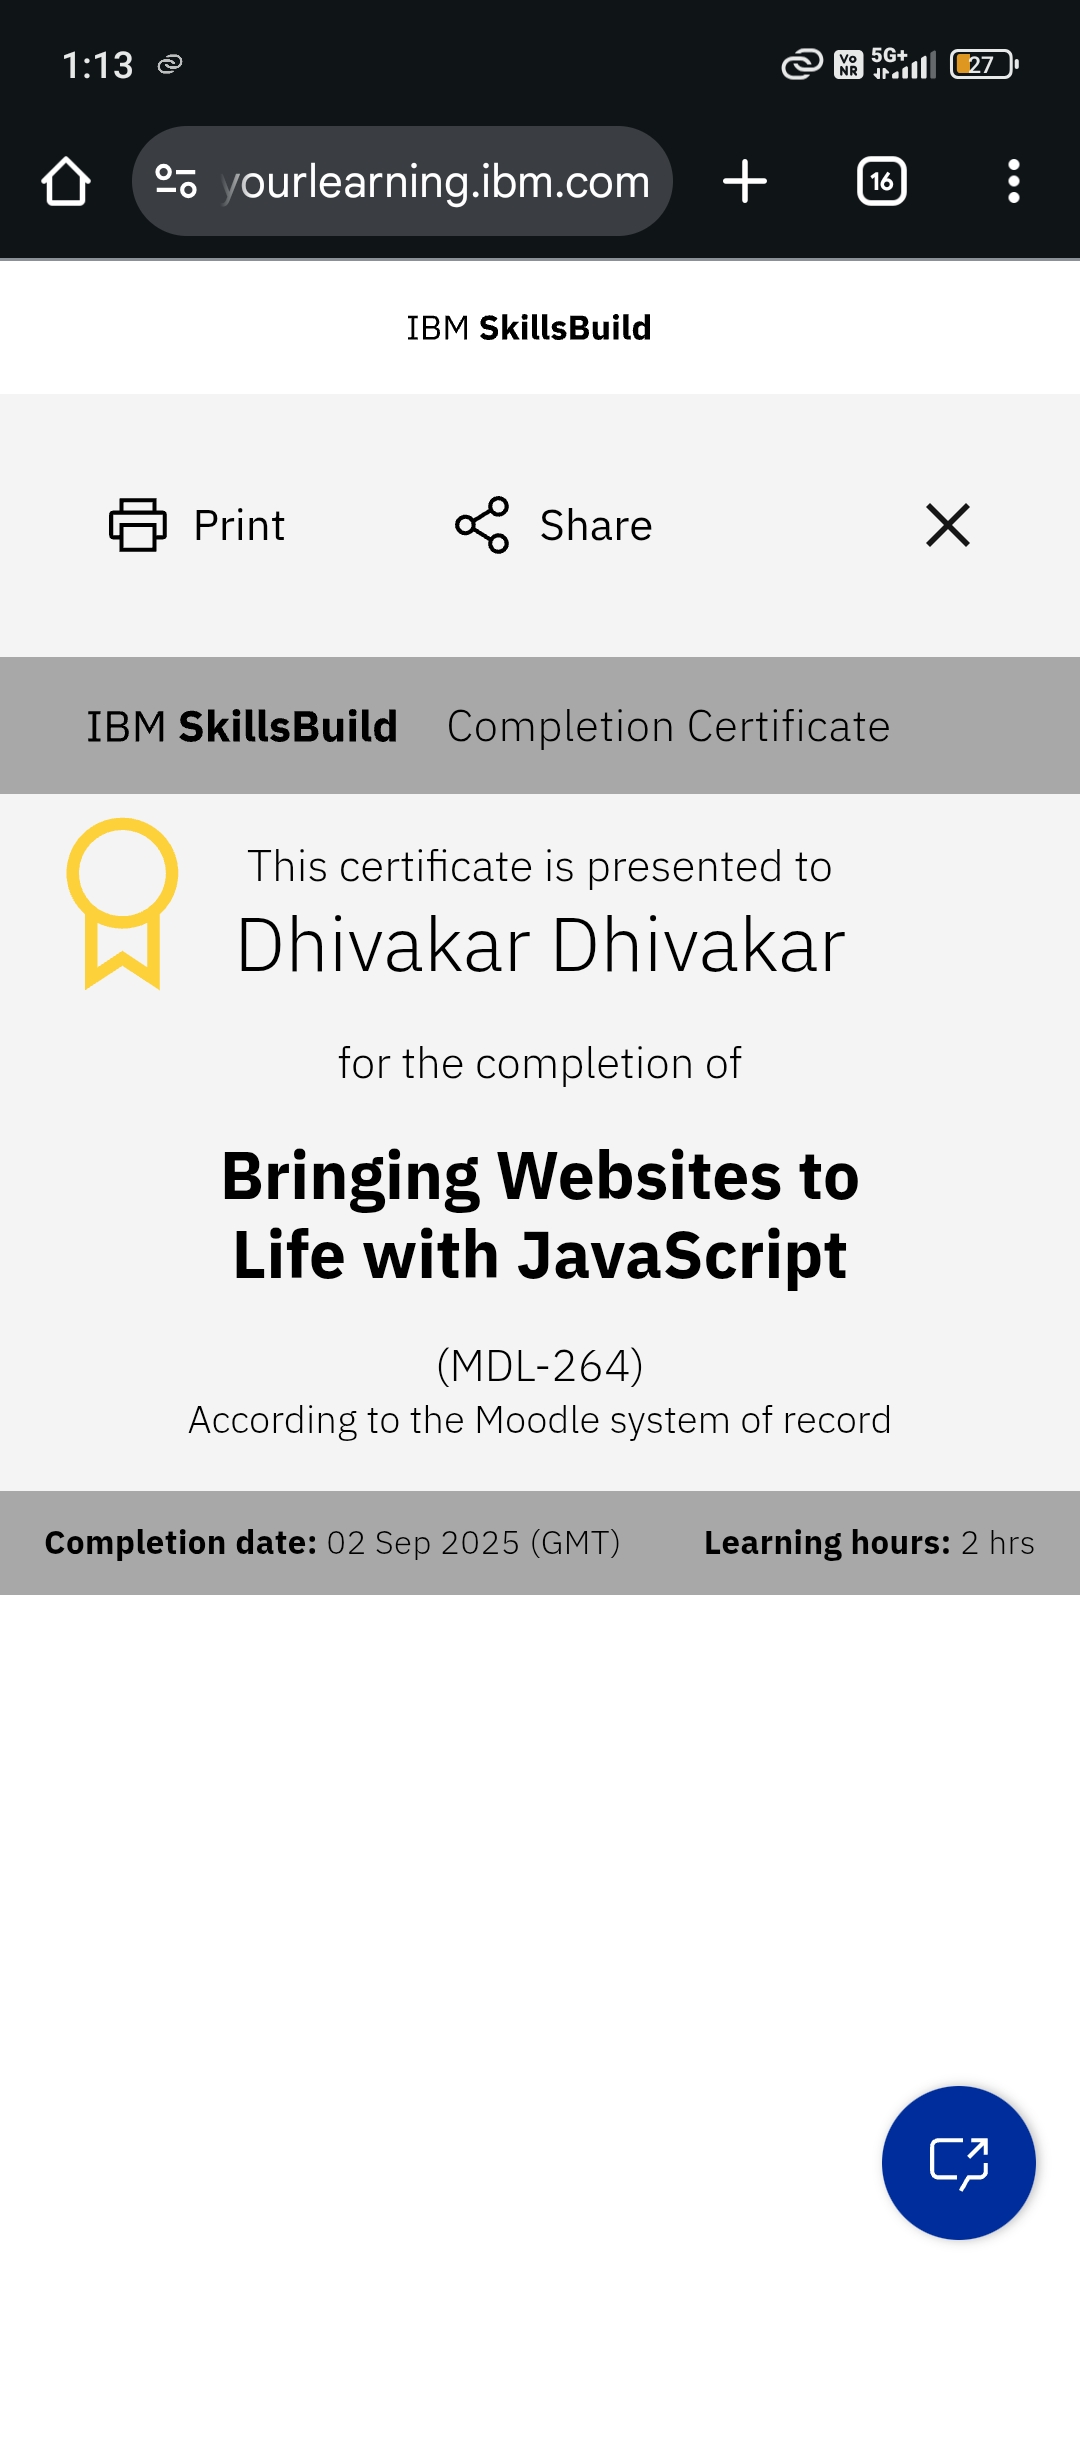 1:13
Vo NR 5G+ 27
yourlearning.ibm.com
16
IBM SkillsBuild
Print Share
IBM SkillsBuild Completion Certificate
This certificate is presented to
Dhivakar Dhivakar
for the completion of
Bringing Websites to
Life with JavaScript
(MDL-264)
According to the Moodle system of record
Completion date: 02 Sep 2025 (GMT) Learning hours: 2 hrs